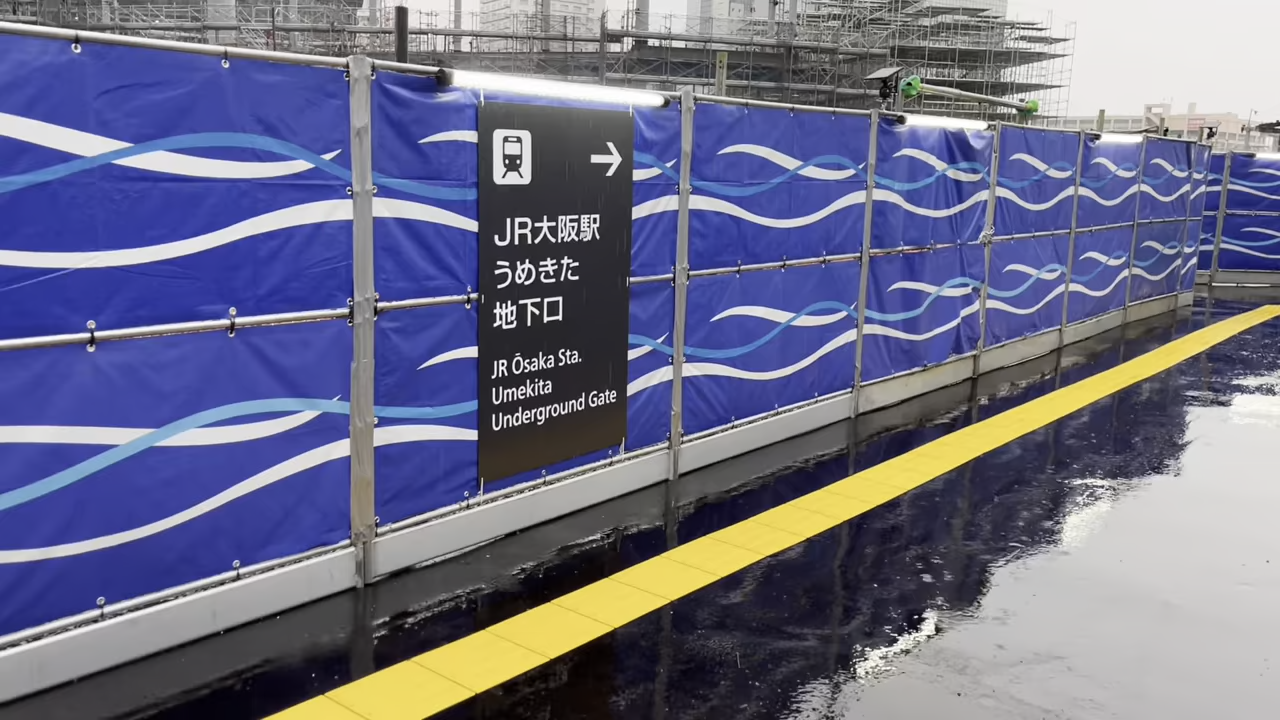 JR大阪駅
うめきた
地下口
JR Ōsaka Sta.
Umekita
Underground Gate